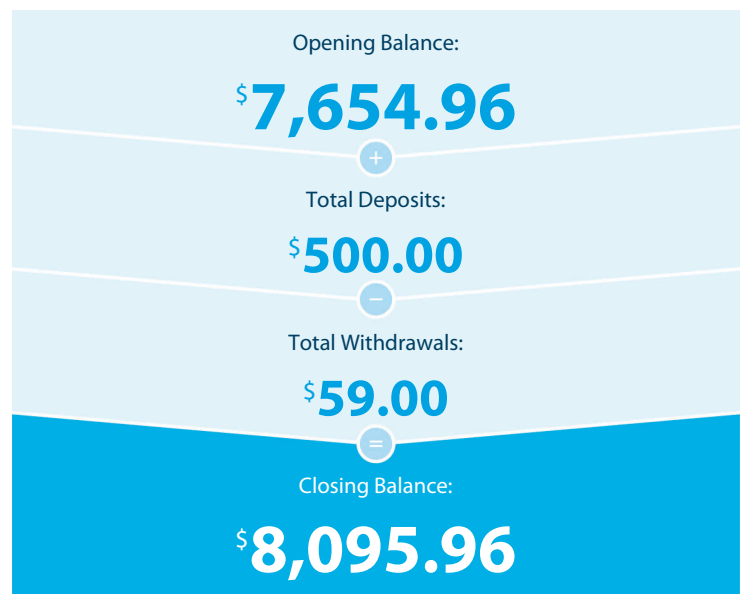 Opening Balance:
$7,654.96
+
Total Deposits:
$500.00
−
Total Withdrawals:
$59.00
=
Closing Balance:
$8,095.96